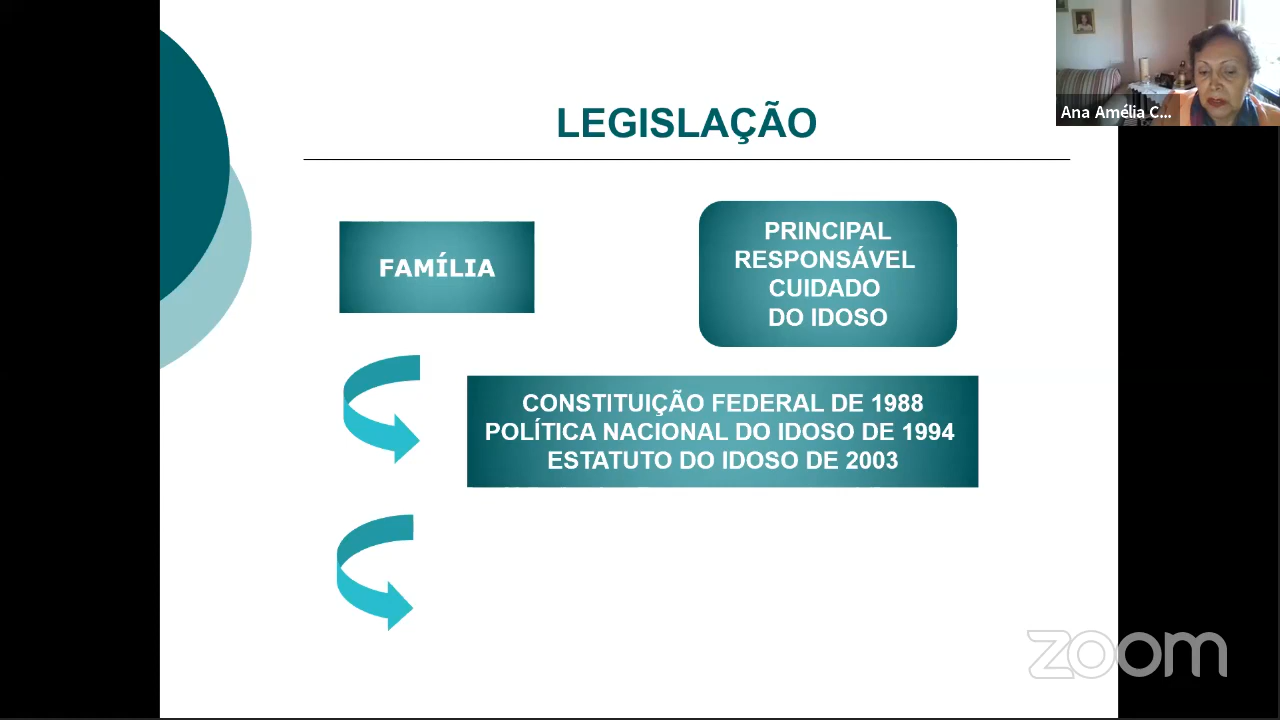 LEGISLAÇÃO
FAMÍLIA
PRINCIPAL
RESPONSÁVEL
CUIDADO
DO IDOSO
CONSTITUIÇÃO FEDERAL DE 1988
POLÍTICA NACIONAL DO IDOSO DE 1994
ESTATUTO DO IDOSO DE 2003
Ana Amélia C...
zoom